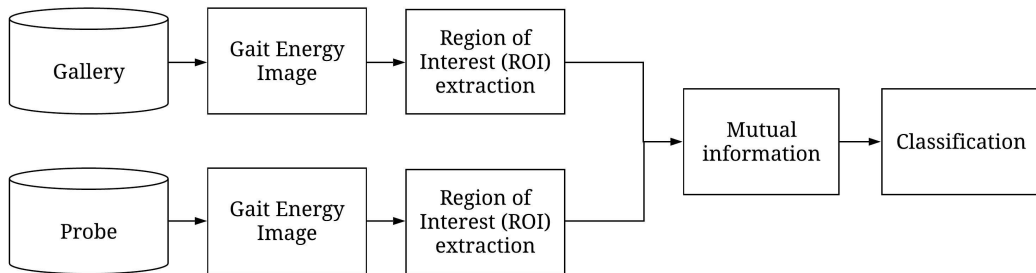 Gallery
Gait Energy
Image
Region of
Interest (ROI)
extraction
Probe
Gait Energy
Image
Region of
Interest (ROI)
extraction
Mutual
information
Classification